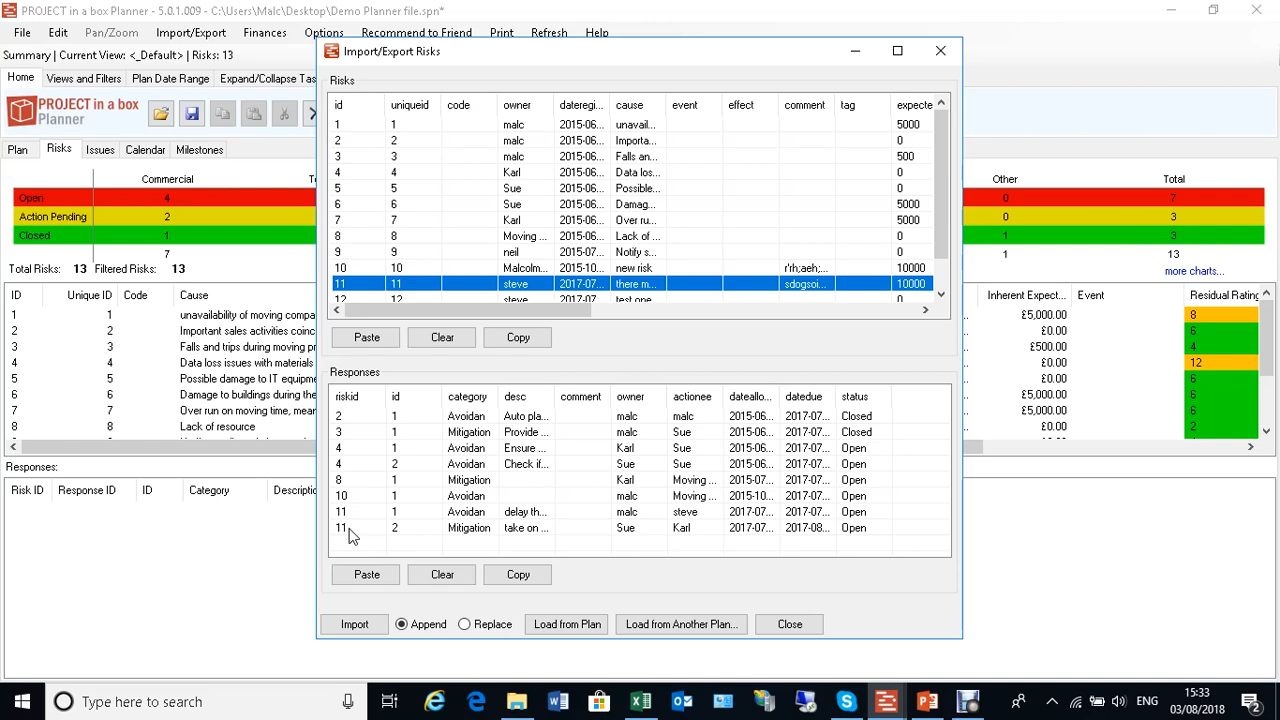 PROJECT in a box Planner - 5.0.1.009 - C:\Users\Malc\Desktop\Demo Planner file.spn*
File Edit Pan/Zoom Import/Export Finances Options Recommend to Friend Print Refresh Help
Summary | Current View: <_Default> | Risks: 13
Home Views and Filters Plan Date Range Expand/Collapse Tas
PROJECT in a box
Planner
Plan Risks Issues Calendar Milestones
Commercial Other Total
Open 4 0 7
Action Pending 2 0 3
Closed 1 1 3
7 1 13
Total Risks: 13 Filtered Risks: 13
more charts...
ID Unique ID Code Cause Inherent Expect... Event Residual Rating
1 1 unavailability of moving compa £5,000.00 8
2 2 Important sales activities coinc £0.00 6
3 3 Falls and trips during moving pr £500.00 4
4 4 Data loss issues with materials £0.00 12
5 5 Possible damage to IT equipme £0.00 6
6 6 Damage to buildings during the 6
7 7 Over run on moving time, mean 6
8 8 Lack of resource £0.00 2
Responses:
Risk ID Response ID ID Category Descripti
Import/Export Risks
Risks
id uniqueid code owner dateregi... cause event effect comment tag expecte
1 1 malc 2015-06... unavail... 5000
2 2 malc 2015-06... Importa... 0
3 3 malc 2015-06... Falls an... 500
4 4 Karl 2015-06... Data los... 0
5 5 Sue 2015-06... Possible... 0
6 6 Sue 2015-06... Damag... 5000
7 7 Karl 2015-06... Over ru... 5000
8 8 Moving ... 2015-06... Lack of ... 0
9 9 neil 2015-07... Notify s... 0
10 10 Malcolm... 2015-10... new risk r'rh;aeh;... 10000
11 11 steve 2017-07... there m... sdogsoi... 10000
12 12 steve 2017-07... test one 0
Paste Clear Copy
Responses
riskid id category desc comment owner actionee dateallo... datedue status
2 1 Avoidan Auto pla... malc malc 2015-06... 2017-07... Closed
3 1 Mitigation Provide ... malc Sue 2015-06... 2017-07... Closed
4 1 Avoidan Ensure ... Karl Sue 2015-06... 2017-07... Open
4 2 Avoidan Check if... Sue Sue 2015-06... 2017-07... Open
8 1 Mitigation Karl Moving ... 2015-07... 2017-07... Open
10 1 Avoidan malc Moving ... 2015-10... 2017-07... Open
11 1 Avoidan delay th... malc steve 2017-07... 2017-07... Open
11 2 Mitigation take on ... Sue Karl 2017-07... 2017-08... Open
Paste Clear Copy
Import Append Replace Load from Plan Load from Another Plan... Close
Type here to search
ENG
15:33
03/08/2018